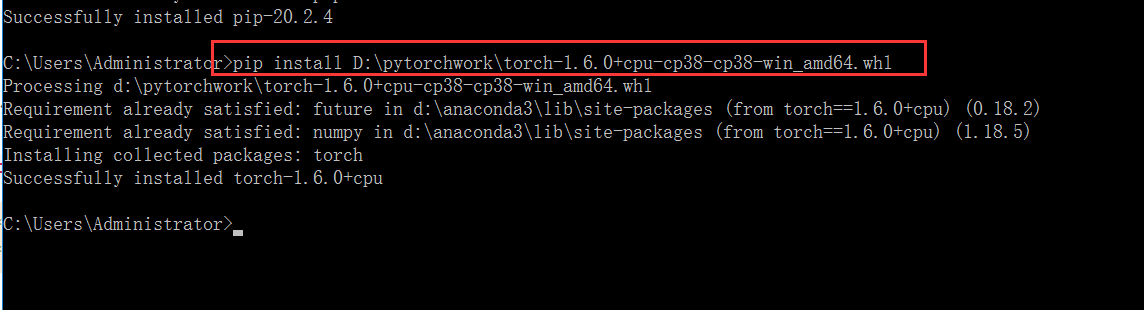 Successfully installed pip-20.2.4
C:\Users\Administrator>pip install D:\pytorchwork\torch-1.6.0+cpu-cp38-cp38-win_amd64.whl
Processing d:\pytorchwork\torch-1.6.0+cpu-cp38-cp38-win_amd64.whl
Requirement already satisfied: future in d:\anaconda3\lib\site-packages (from torch==1.6.0+cpu) (0.18.2)
Requirement already satisfied: numpy in d:\anaconda3\lib\site-packages (from torch==1.6.0+cpu) (1.18.5)
Installing collected packages: torch
Successfully installed torch-1.6.0+cpu
C:\Users\Administrator>